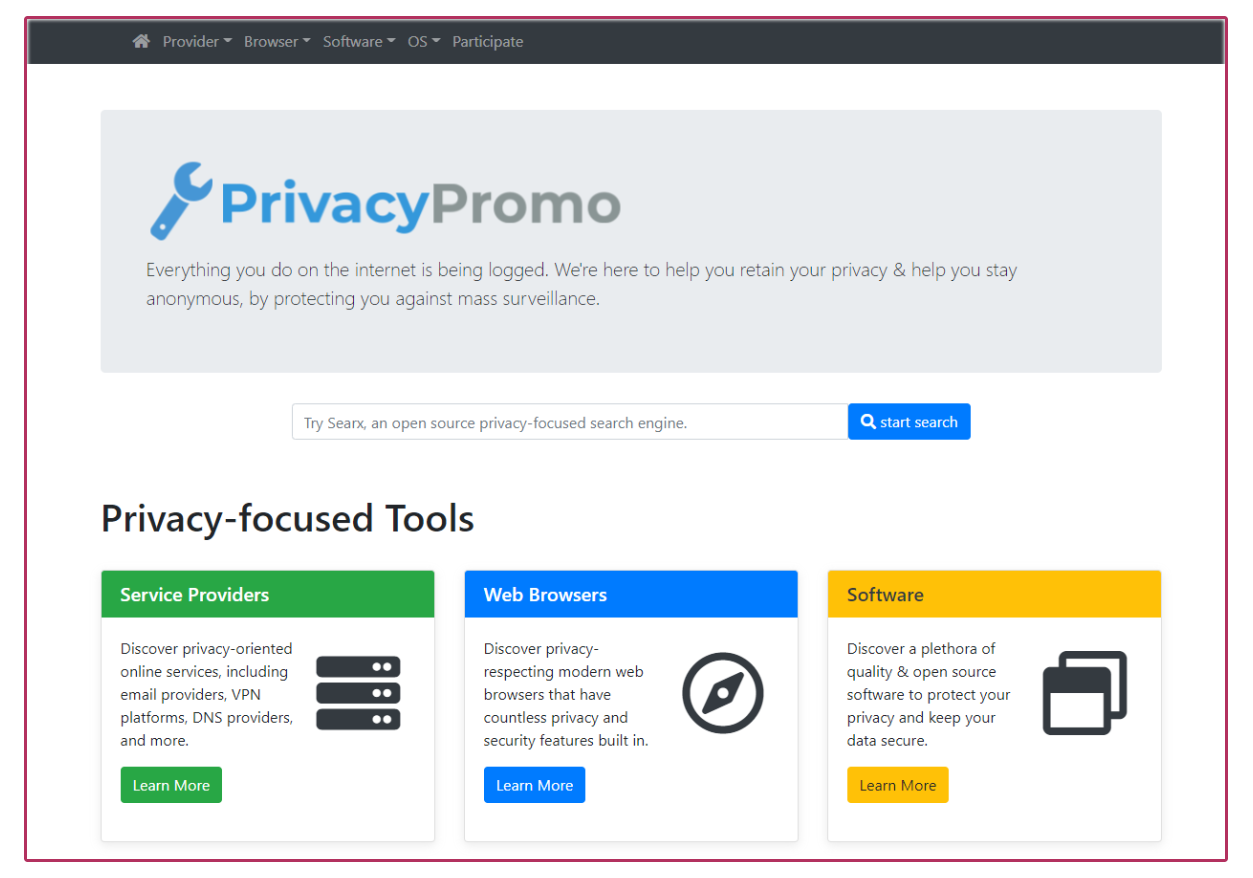 Provider Browser Software OS Participate
PrivacyPromo
Everything you do on the internet is being logged. We're here to help you retain your privacy & help you stay
anonymous, by protecting you against mass surveillance.
Try Searx, an open source privacy-focused search engine. start search
Privacy-focused Tools
Service Providers
Discover privacy-oriented
online services, including
email providers, VPN
platforms, DNS providers,
and more.
Learn More
Web Browsers
Discover privacy-
respecting modern web
browsers that have
countless privacy and
security features built in.
Learn More
Software
Discover a plethora of
quality & open source
software to protect your
privacy and keep your
data secure.
Learn More